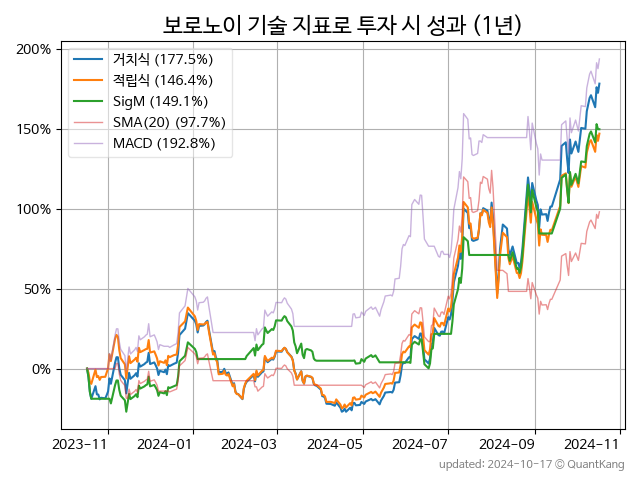 보로노이 기술 지표로 투자 시 성과 (1년)
200%
150%
100%
50%
0%
거치식 (177.5%)
적립식 (146.4%)
SigM (149.1%)
SMA(20) (97.7%)
MACD (192.8%)
2023-11
2024-01
2024-03
2024-05
2024-07
2024-09
2024-11
updated: 2024-10-17 © QuantKang